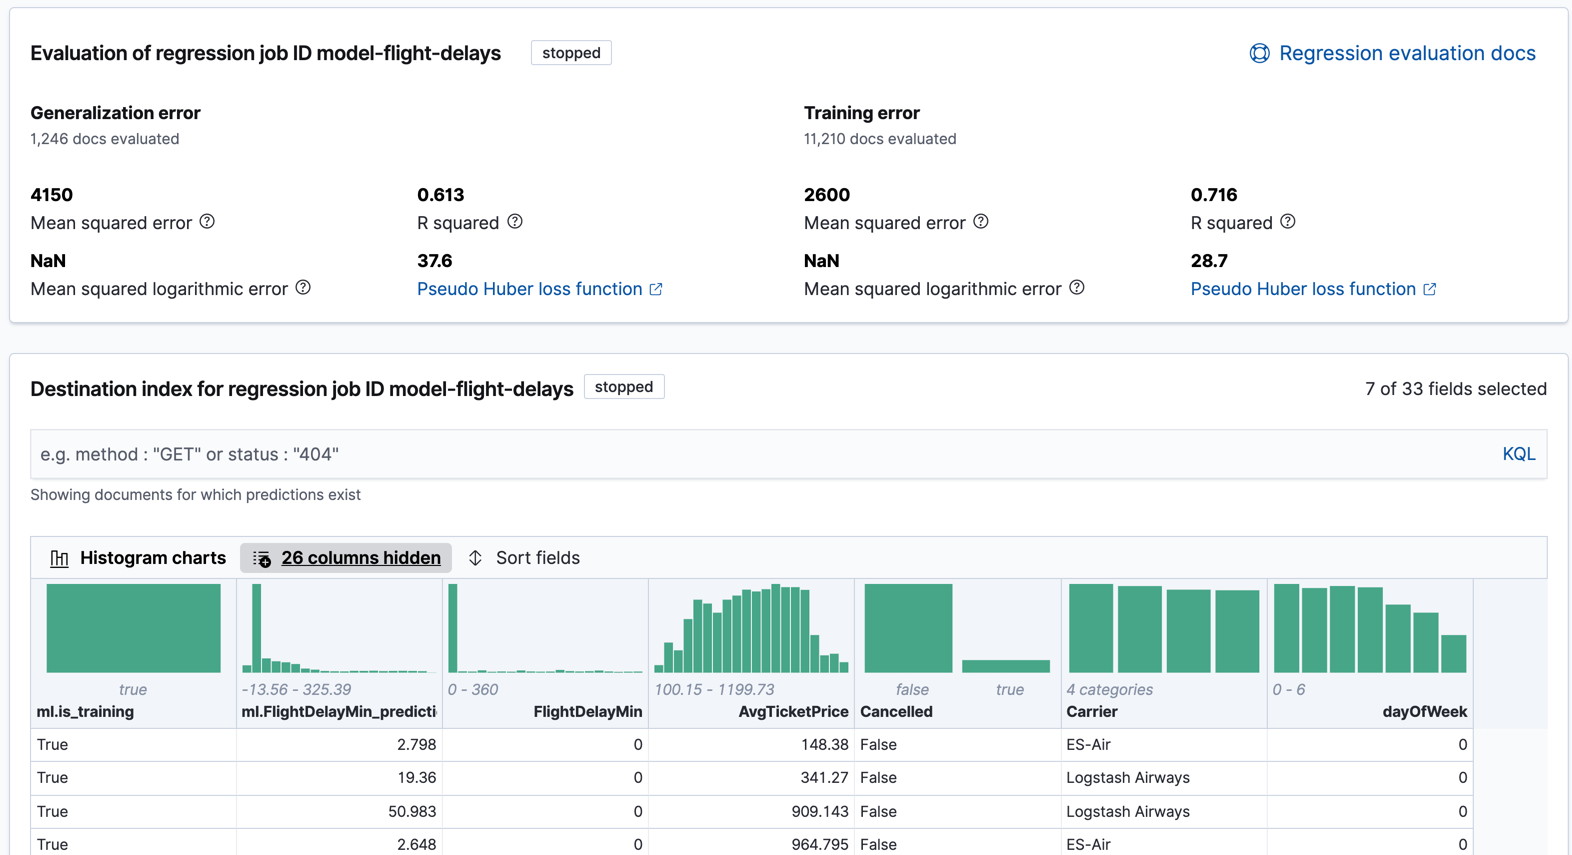 Evaluation of regression job ID model-flight-delays stopped Regression evaluation docs
Generalization error Training error
1,246 docs evaluated 11,210 docs evaluated
4150 0.613 2600 0.716
Mean squared error R squared Mean squared error R squared
NaN 37.6 NaN 28.7
Mean squared logarithmic error Pseudo Huber loss function Mean squared logarithmic error Pseudo Huber loss function
Destination index for regression job ID model-flight-delays stopped 7 of 33 fields selected
e.g. method : "GET" or status : "404" KQL
Showing documents for which predictions exist
Histogram charts 26 columns hidden Sort fields
true -13.56 - 325.39 0 - 360 100.15 - 1199.73 false true 4 categories 0 - 6
ml.is_training ml.FlightDelayMin_predicti FlightDelayMin AvgTicketPrice Cancelled Carrier dayOfWeek
True 2.798 0 148.38 False ES-Air 0
True 19.36 0 341.27 False Logstash Airways 0
True 50.983 0 909.143 False Logstash Airways 0
True 2.648 0 964.795 False ES-Air 0